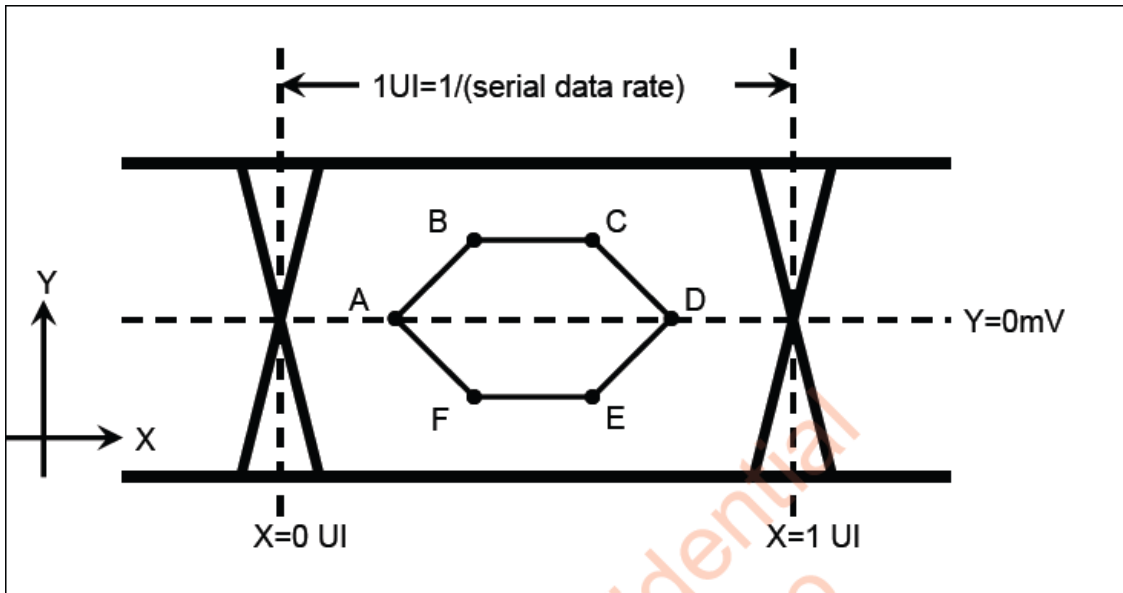 1UI=1/(serial data rate)
B
C
A
D
Y
Y=0mV
F
E
X
X=0 UI
X=1 UI